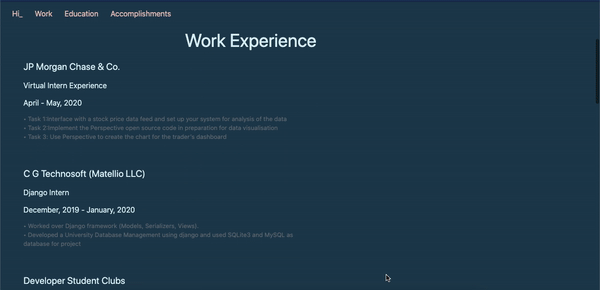 Hi_ Work Education Accomplishments
Work Experience
JP Morgan Chase & Co.
Virtual Intern Experience
April - May, 2020
• Task 1:Interface with a stock price data feed and set up your system for analysis of the data
• Task 2:Implement the Perspective open source code in preparation for data visualisation
• Task 3: Use Perspective to create the chart for the trader's dashboard
C G Technosoft (Matellio LLC)
Django Intern
December, 2019 - January, 2020
• Worked over Django framework (Models, Serializers, Views).
• Developed a University Database Management using django and used SQLite3 and MySQL as
database for project
Developer Student Clubs